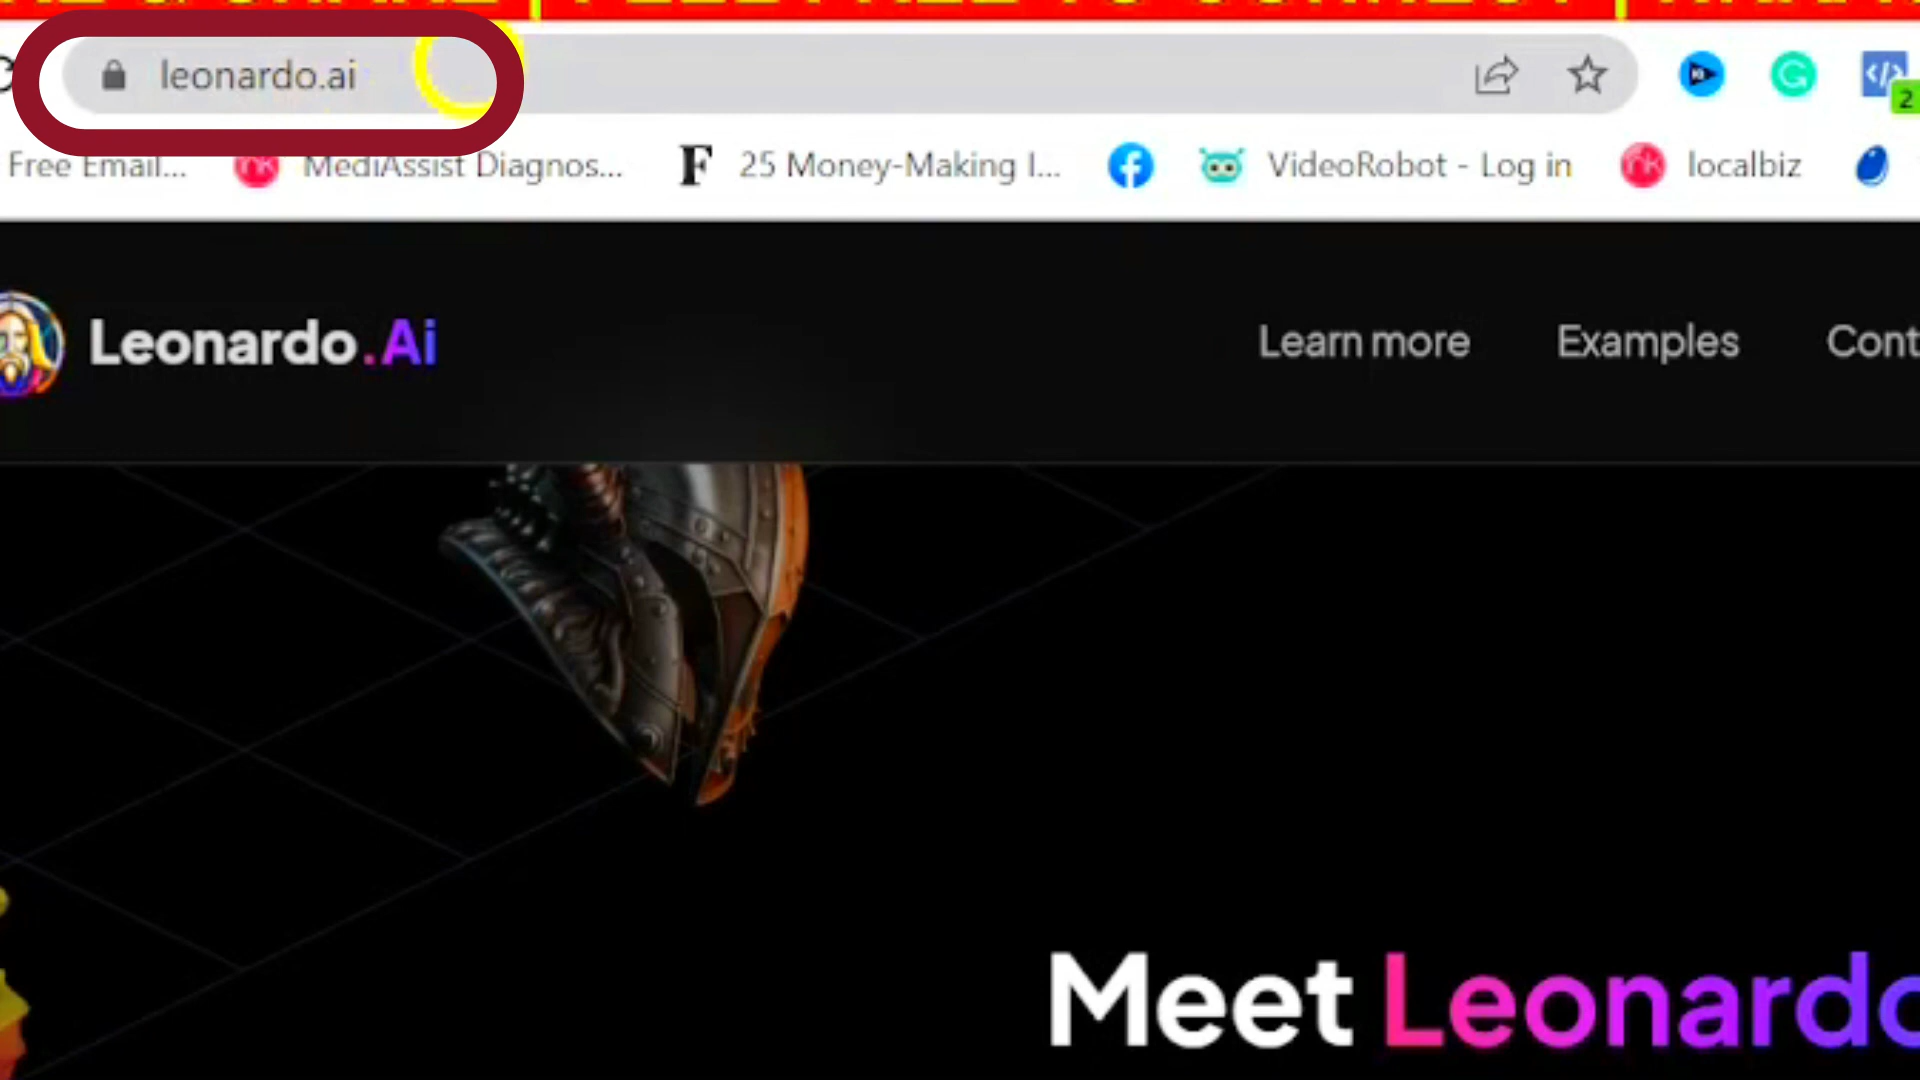 leonardo.ai
Free Email... MediAssist Diagnos... 25 Money-Making I... VideoRobot - Log in localbiz
Leonardo.Ai Learn more Examples Cont
Meet Leonardo